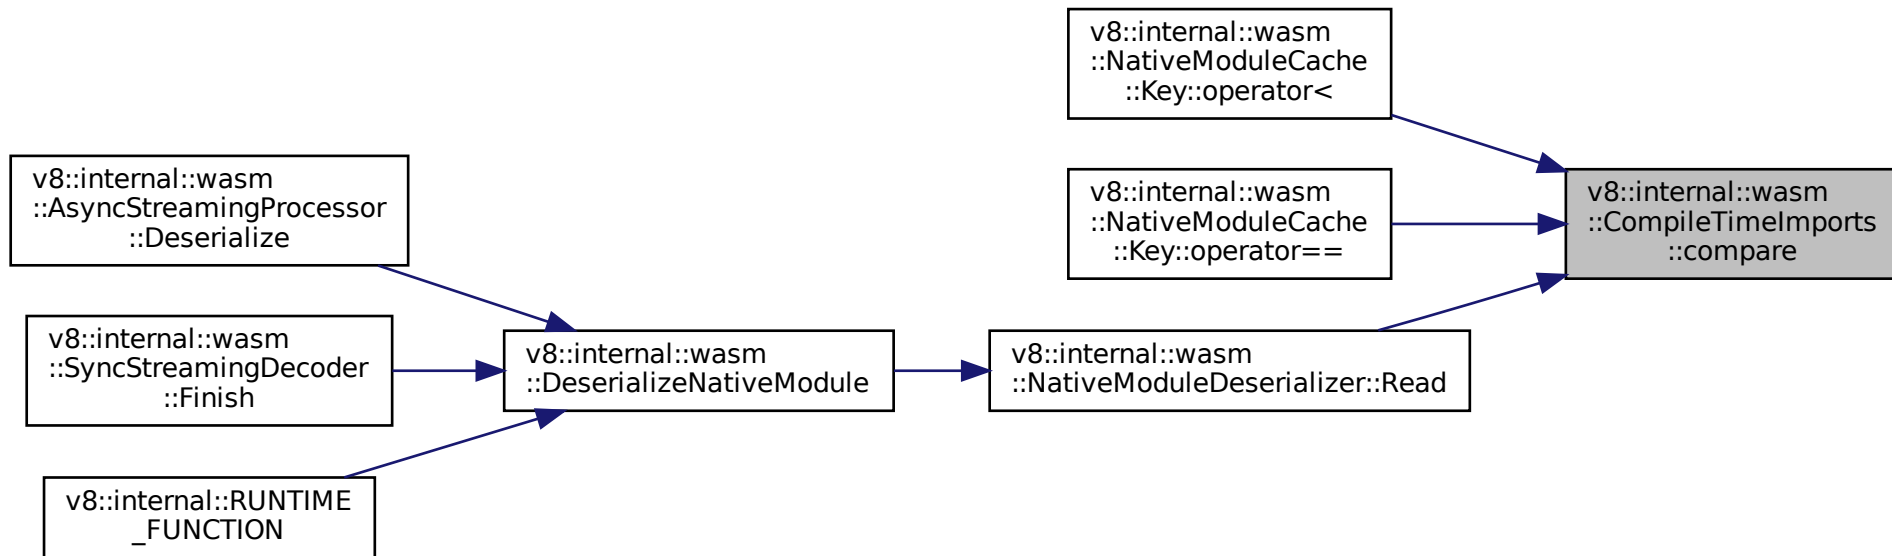 v8::internal::wasm
::NativeModuleCache
::Key::operator<
v8::internal::wasm
::AsyncStreamingProcessor
::Deserialize
v8::internal::wasm
::NativeModuleCache
::Key::operator==
v8::internal::wasm
::CompileTimeImports
::compare
v8::internal::wasm
::SyncStreamingDecoder
::Finish
v8::internal::wasm
::DeserializeNativeModule
v8::internal::wasm
::NativeModuleDeserializer::Read
v8::internal::RUNTIME
_FUNCTION